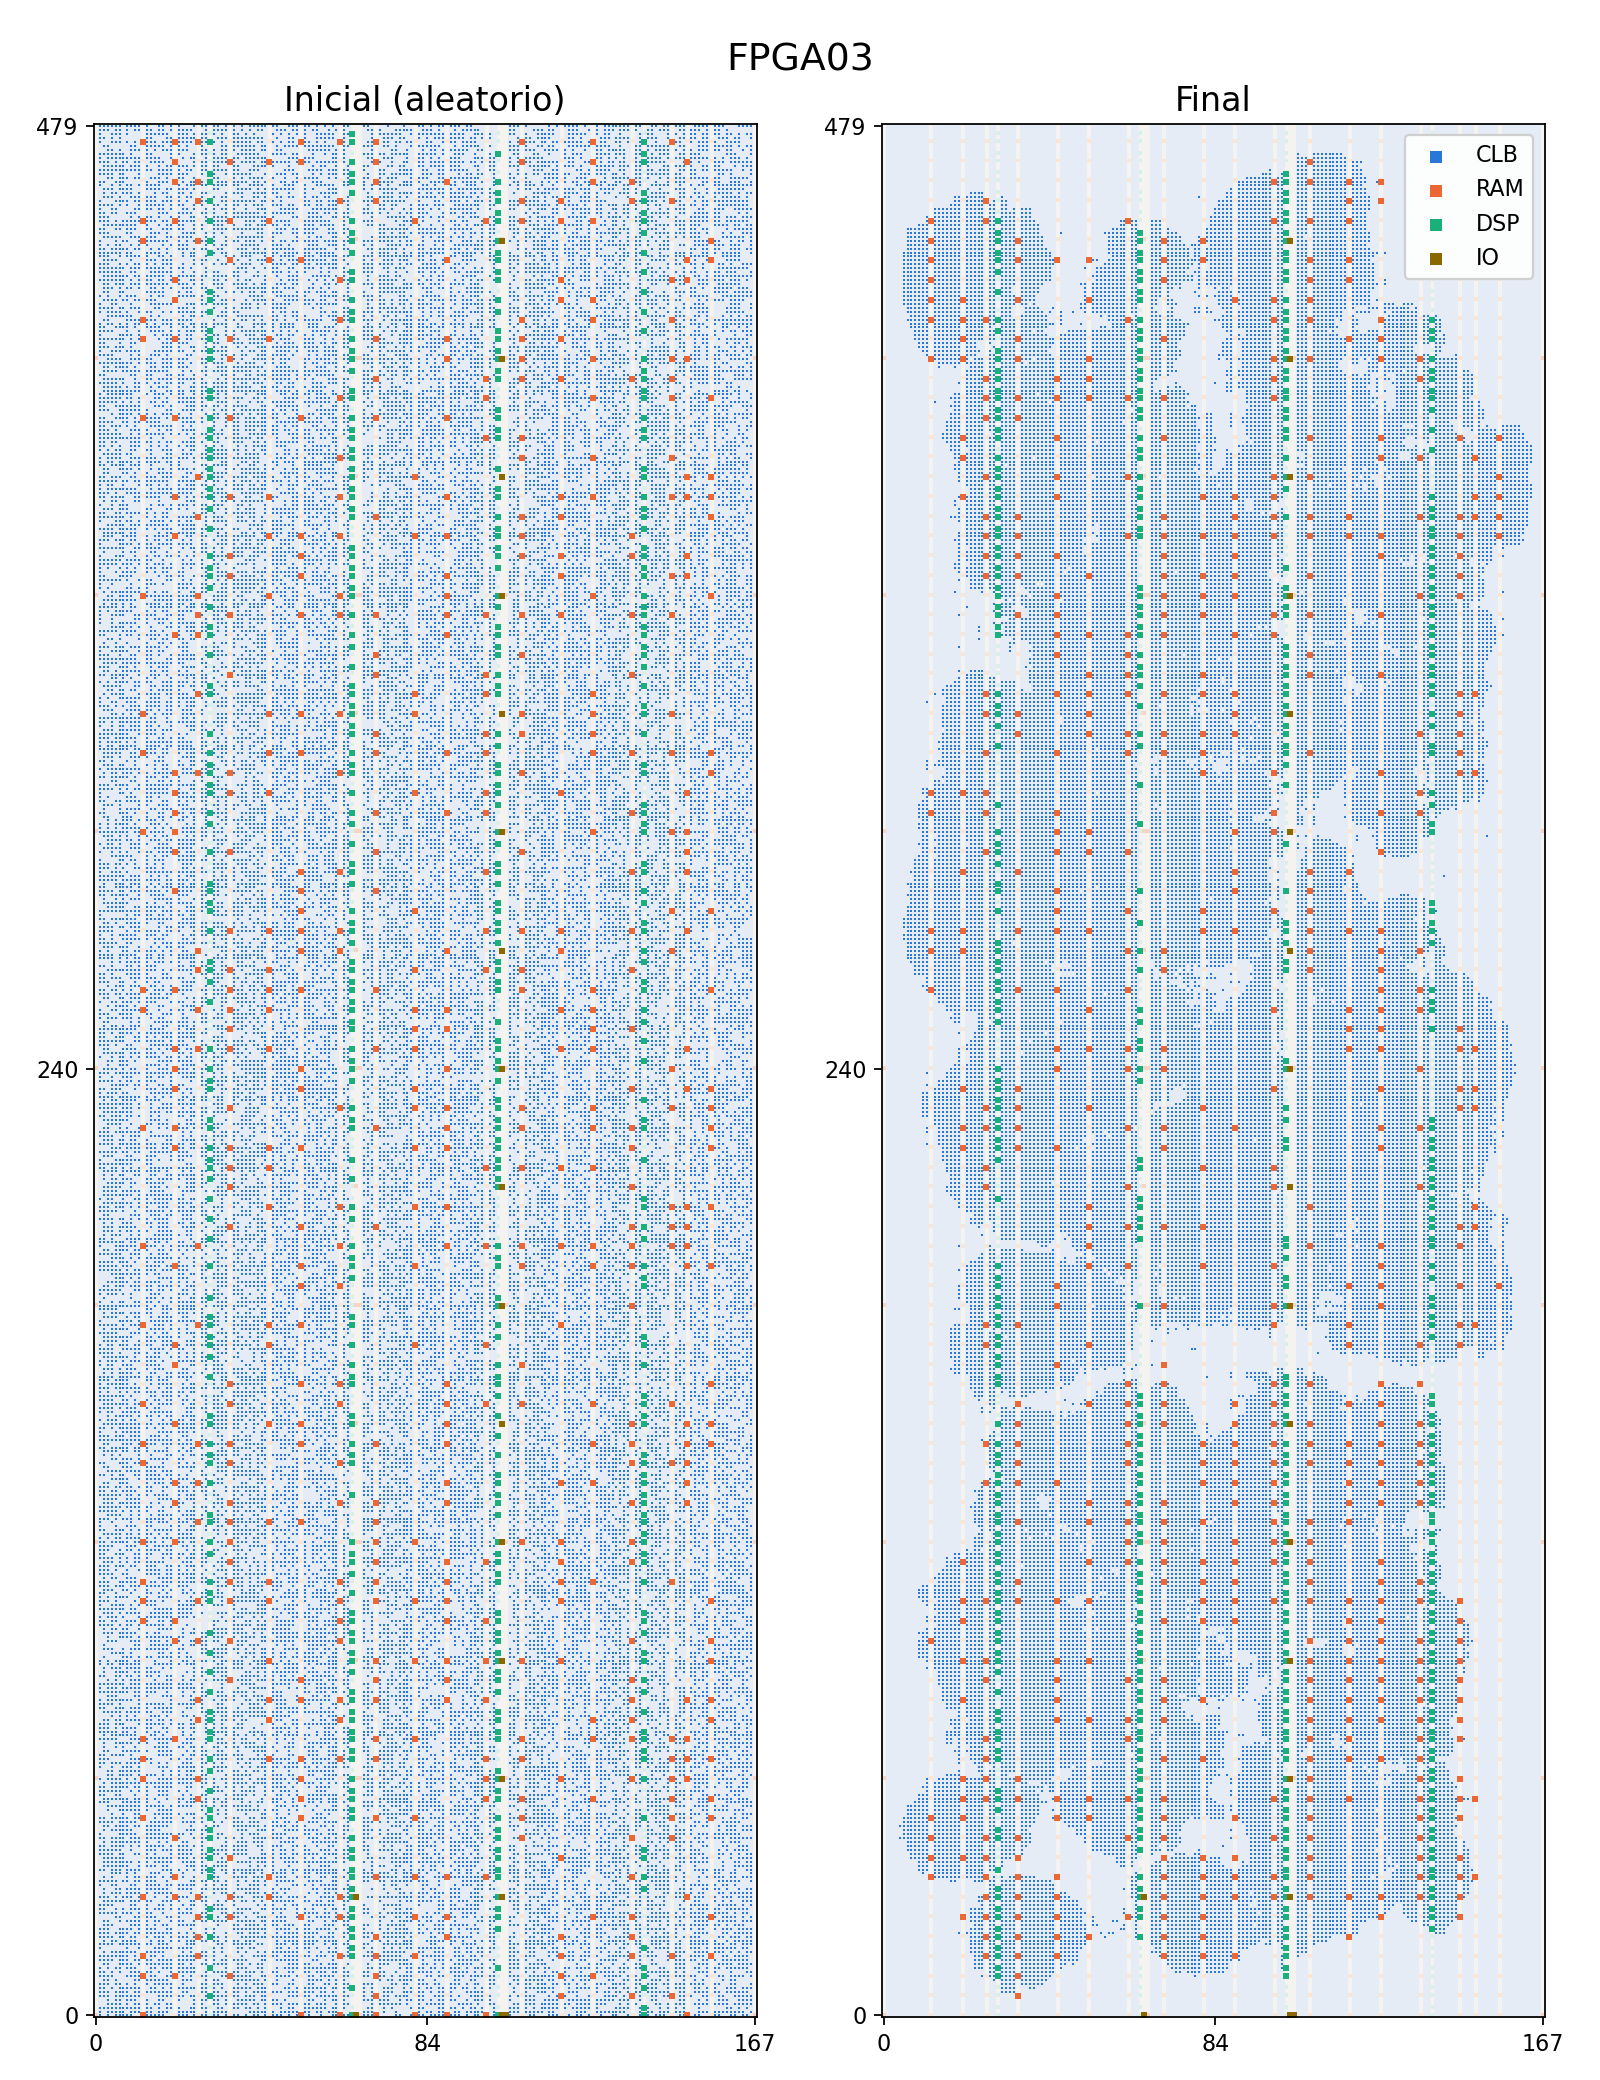 FPGA03
Inicial (aleatorio)
479
240
0
0 84 167
Final
479
240
0
0 84 167
CLB
RAM
DSP
IO